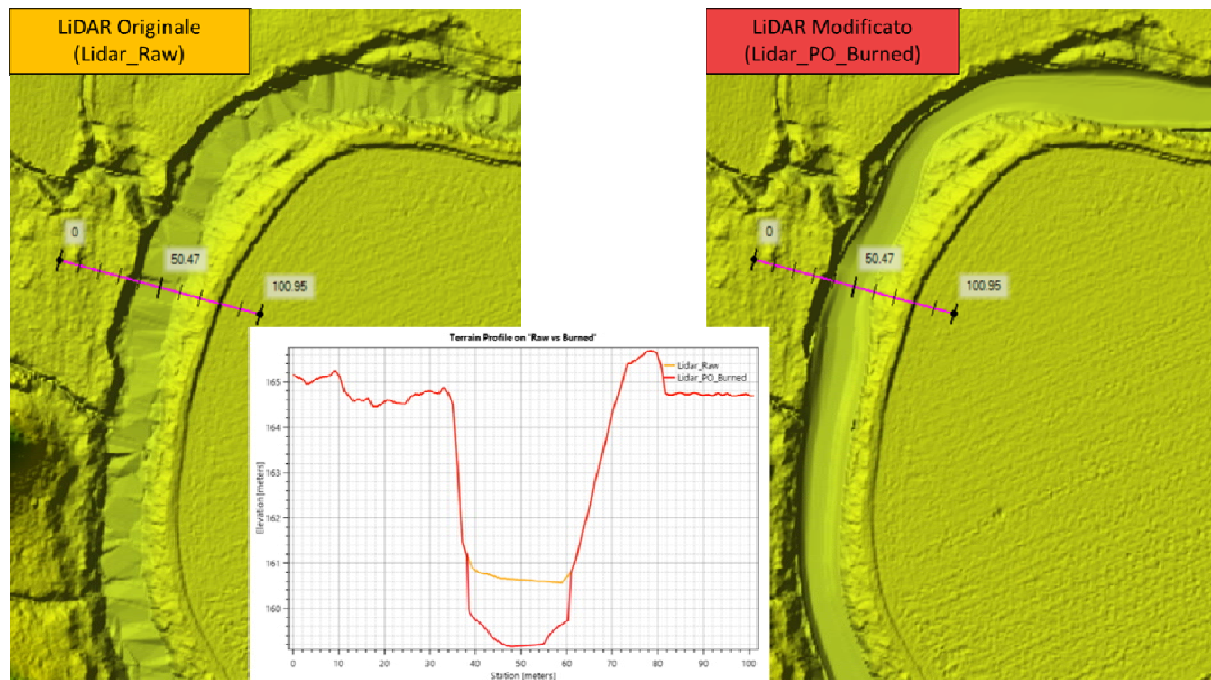 LiDAR Originale
(Lidar_Raw)
LiDAR Modificato
(Lidar_PO_Burned)
0
50.47
100.95
0
50.47
100.95
Terrain Profile on "Raw vs Burned"
Lidar_Raw
Lidar_PO_Burned
165
164
163
162
161
160
Elevation [meters]
0 10 20 30 40 50 60 70 80 90 100
Station [meters]